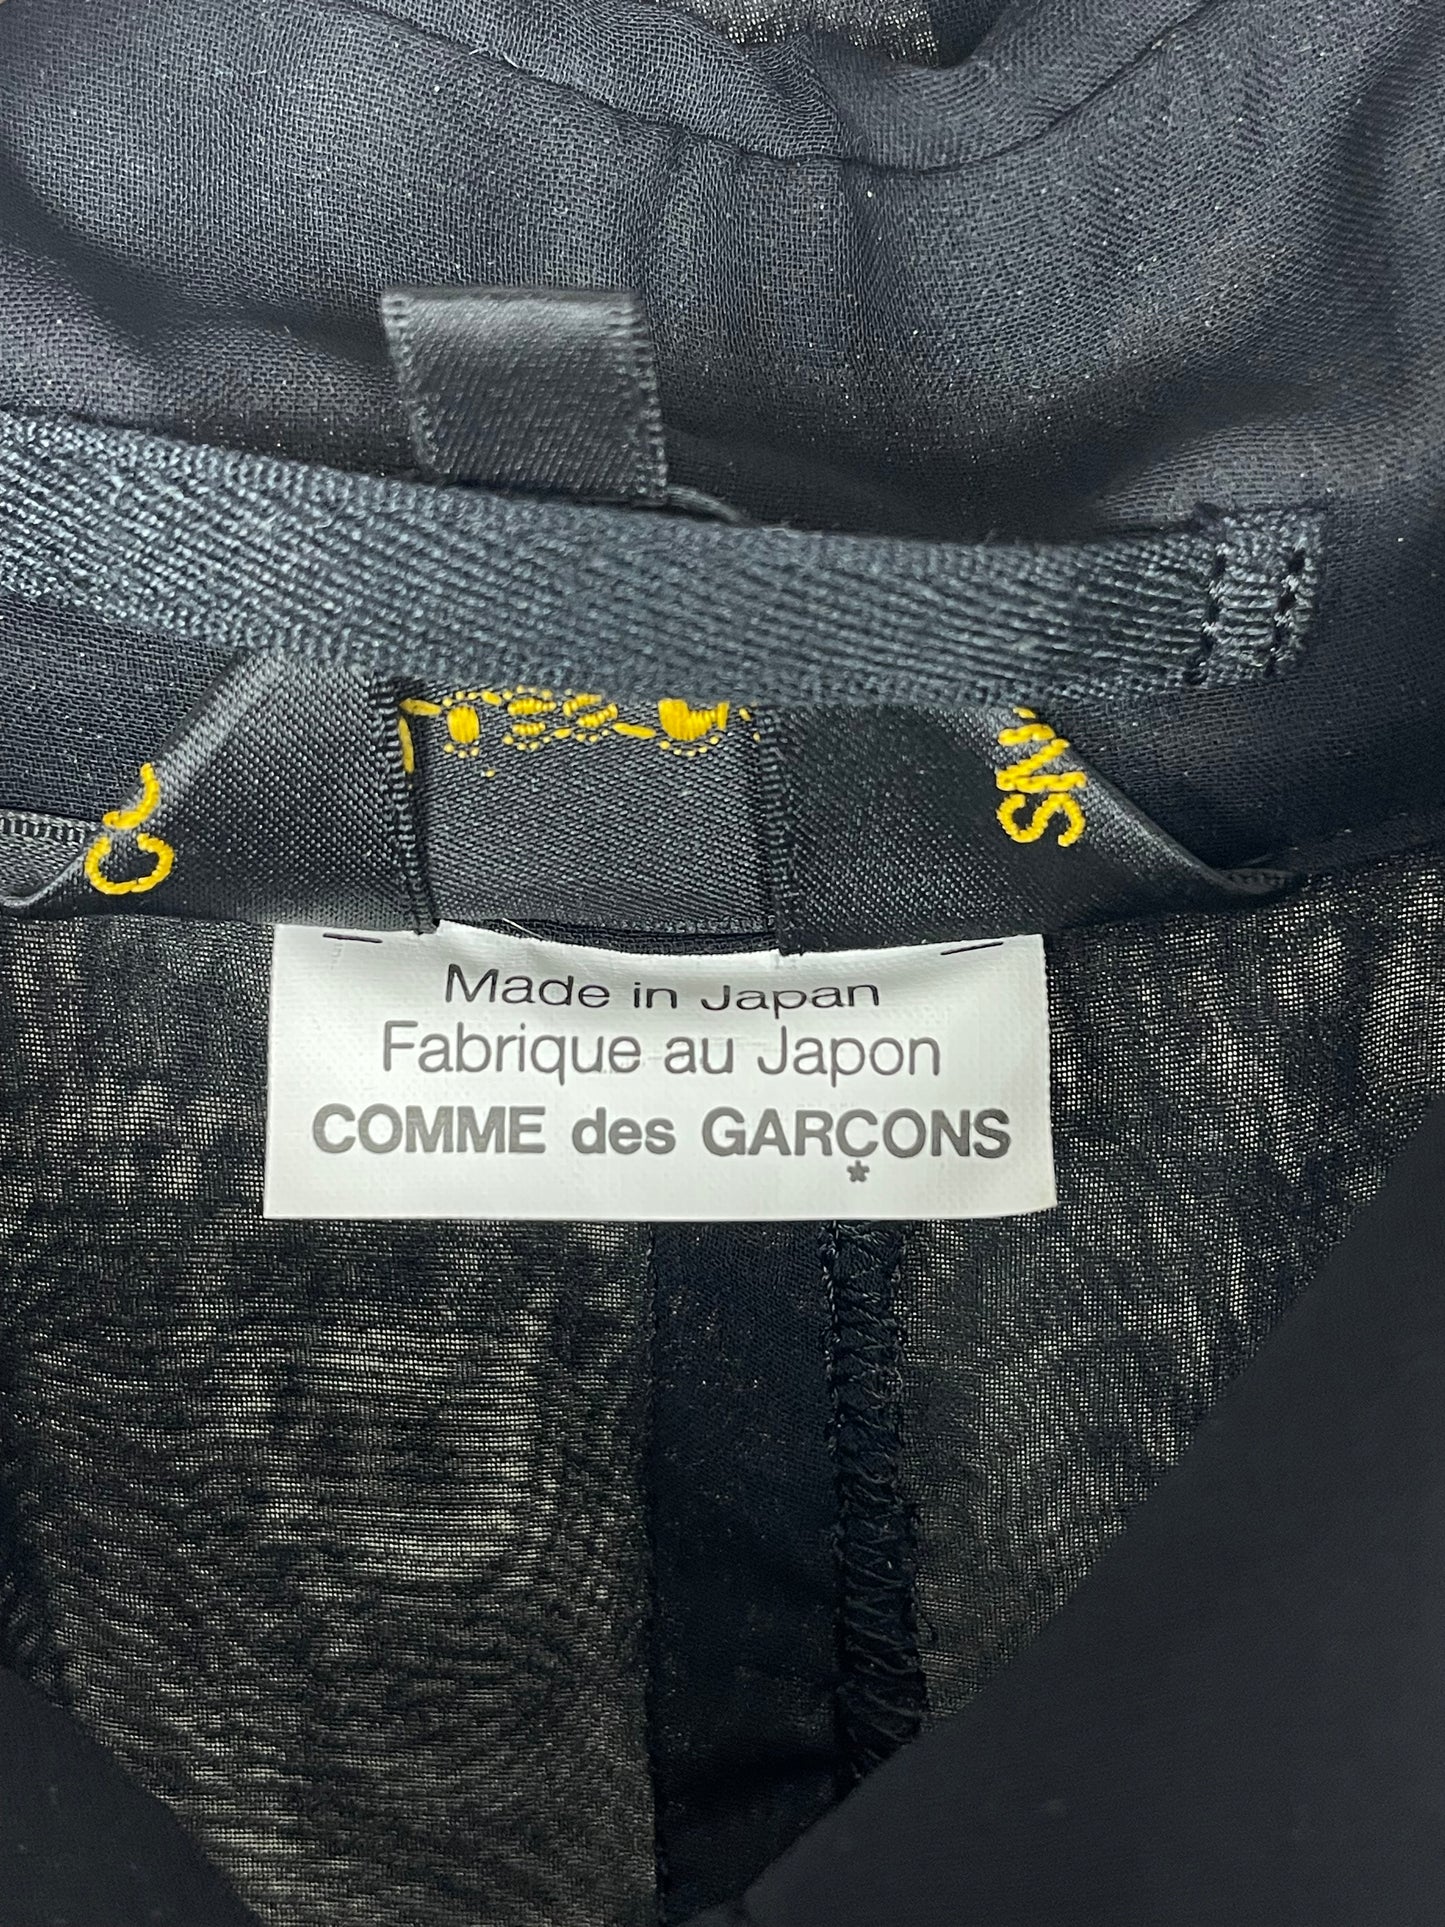 Made in Japan
Fabrique au Japon
COMME des GARÇONS
*